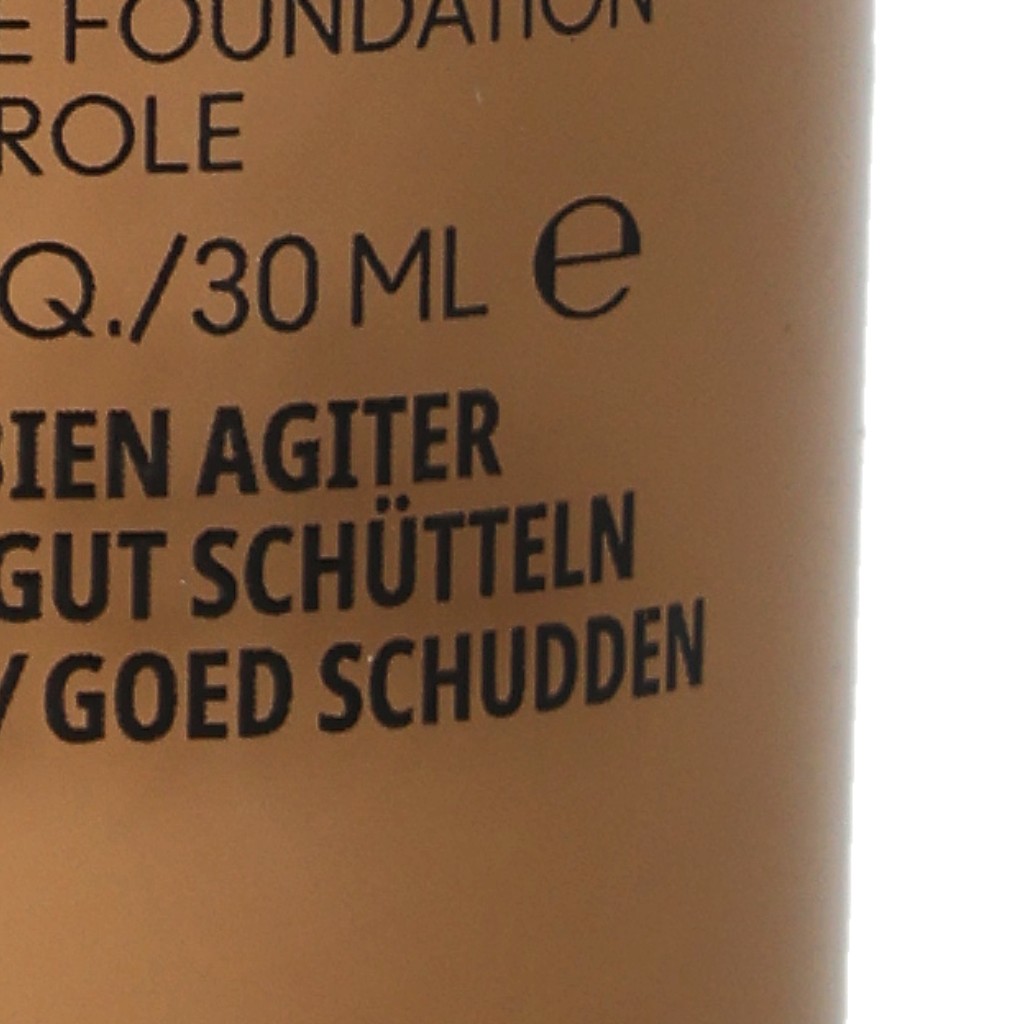 E FOUNDATION
ROLE
Q./30 ML ℮
BIEN AGITER
GUT SCHÜTTELN
/ GOED SCHUDDEN